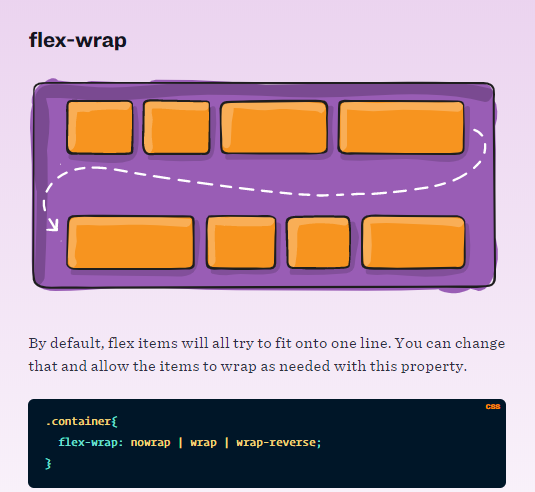 flex-wrap
By default, flex items will all try to fit onto one line. You can change
that and allow the items to wrap as needed with this property.
CSS
.container{
  flex-wrap: nowrap | wrap | wrap-reverse;
}